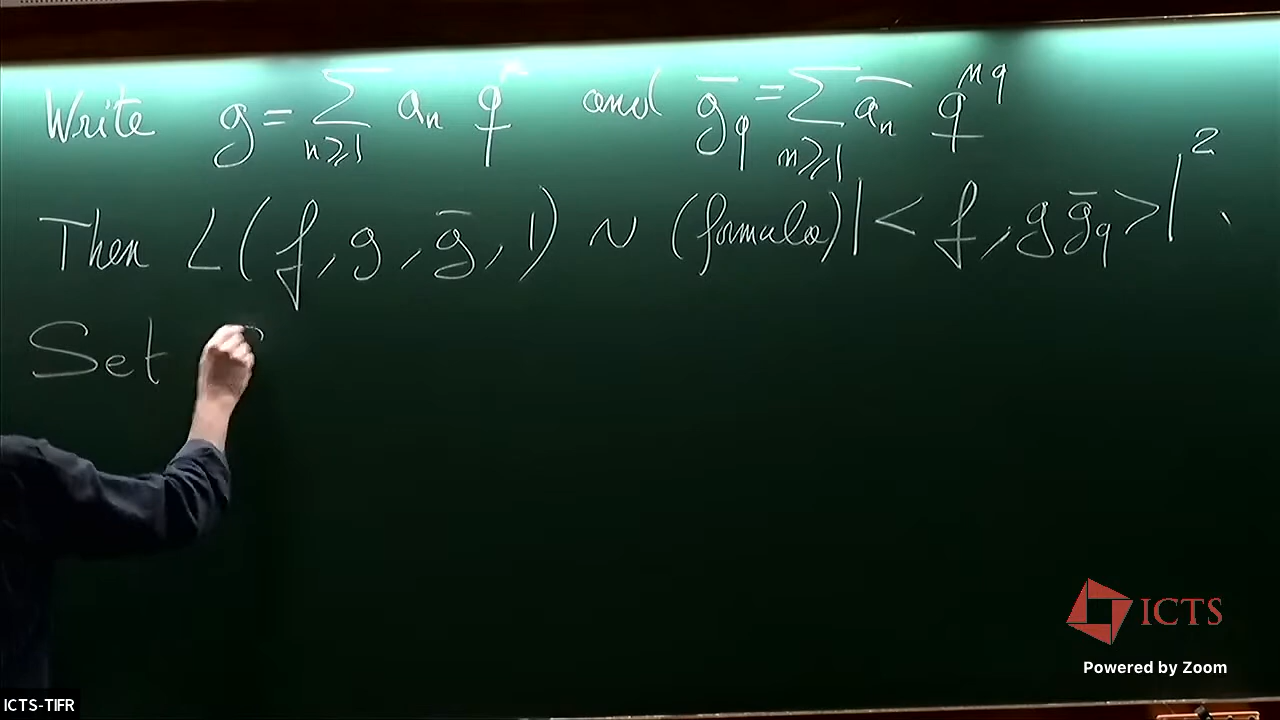 Write g = ∑_{n≥1} a_n q^n and ḡ_q = ∑_{n≥1} ā_n q^{nq}
Then L(f, g, ḡ, 1) ~ (formula) |< f, g ḡ_q >|^2.
Set
ICTS
Powered by Zoom
ICTS-TIFR